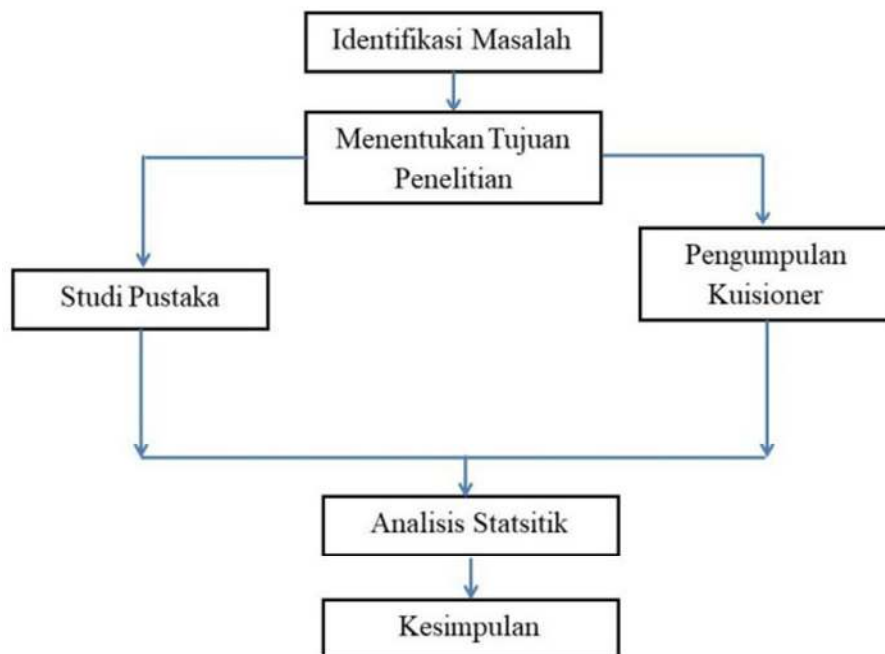 Identifikasi Masalah
Menentukan Tujuan
Penelitian
Studi Pustaka
Pengumpulan
Kuisioner
Analisis Statsitik
Kesimpulan